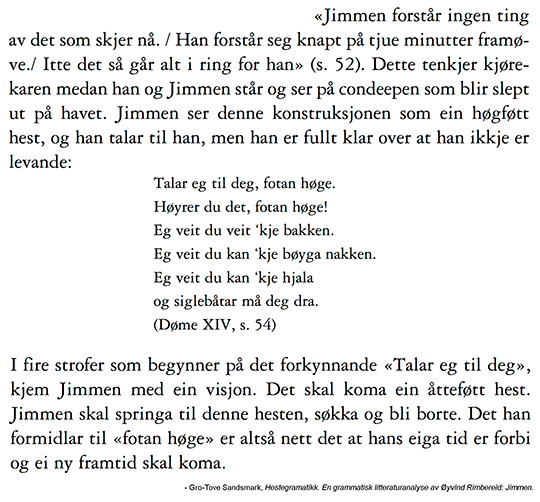 «Jimmen forstår ingen ting
av det som skjer nå. / Han forstår seg knapt på tjue minutter framø-
ve./ Itte det så går alt i ring for han» (s. 52). Dette tenkjer kjøre-
karen medan han og Jimmen står og ser på condeepen som blir slept
ut på havet. Jimmen ser denne konstruksjonen som ein høgføtt
hest, og han talar til han, men han er fullt klar over at han ikkje er
levande:
Talar eg til deg, fotan høge.
Høyrer du det, fotan høge!
Eg veit du veit ‘kje bakken.
Eg veit du kan ‘kje bøyga nakken.
Eg veit du kan ‘kje hjala
og siglebåtar må deg dra.
(Døme XIV, s. 54)
I fire strofer som begynner på det forkynnande «Talar eg til deg»,
kjem Jimmen med ein visjon. Det skal koma ein åtteføtt hest.
Jimmen skal springa til denne hesten, søkka og bli borte. Det han
formidlar til «fotan høge» er altså nett det at hans eiga tid er forbi
og ei ny framtid skal koma.
- Gro-Tove Sandsmark, Hestegramatikk. En grammatisk litteraturanalyse av Øyvind Rimbereid: Jimmen.